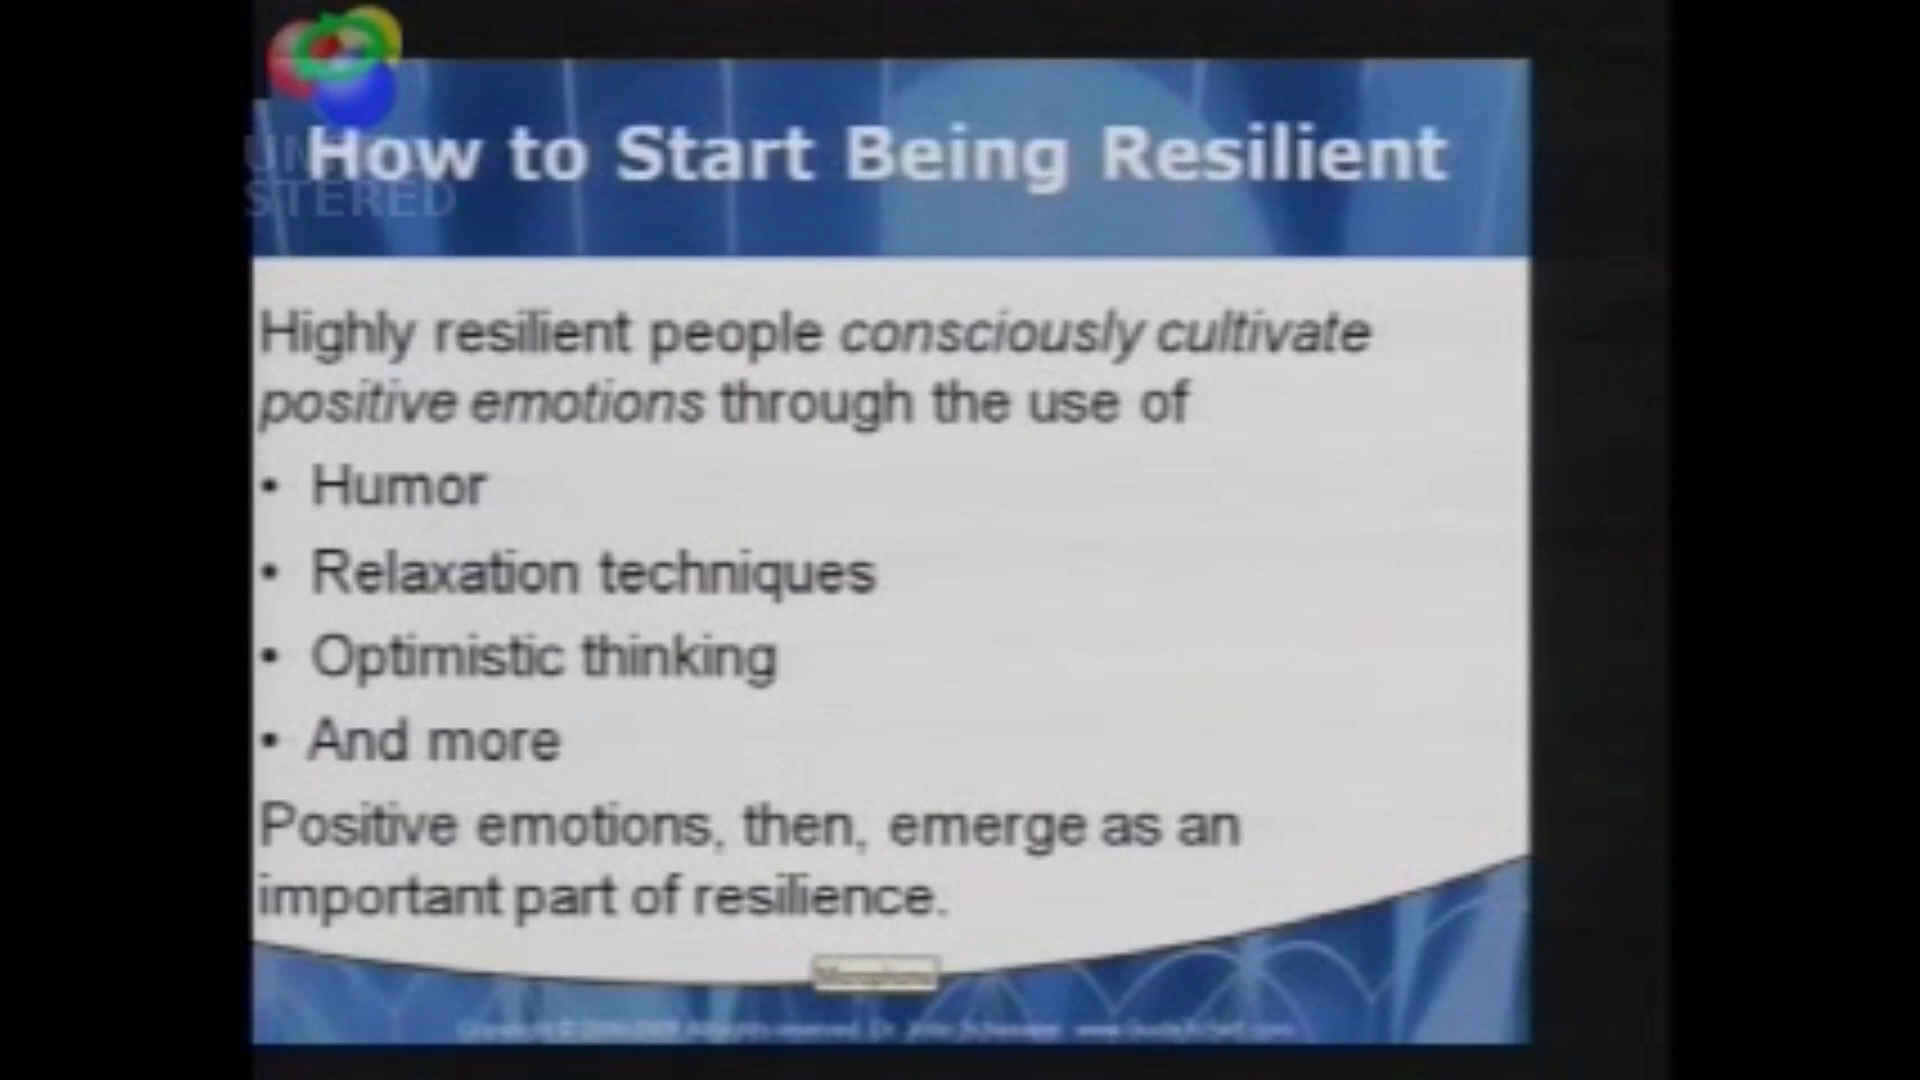 How to Start Being Resilient
STERED
Highly resilient people consciously cultivate
positive emotions through the use of
• Humor
• Relaxation techniques
• Optimistic thinking
• And more
Positive emotions, then, emerge as an
important part of resilience.